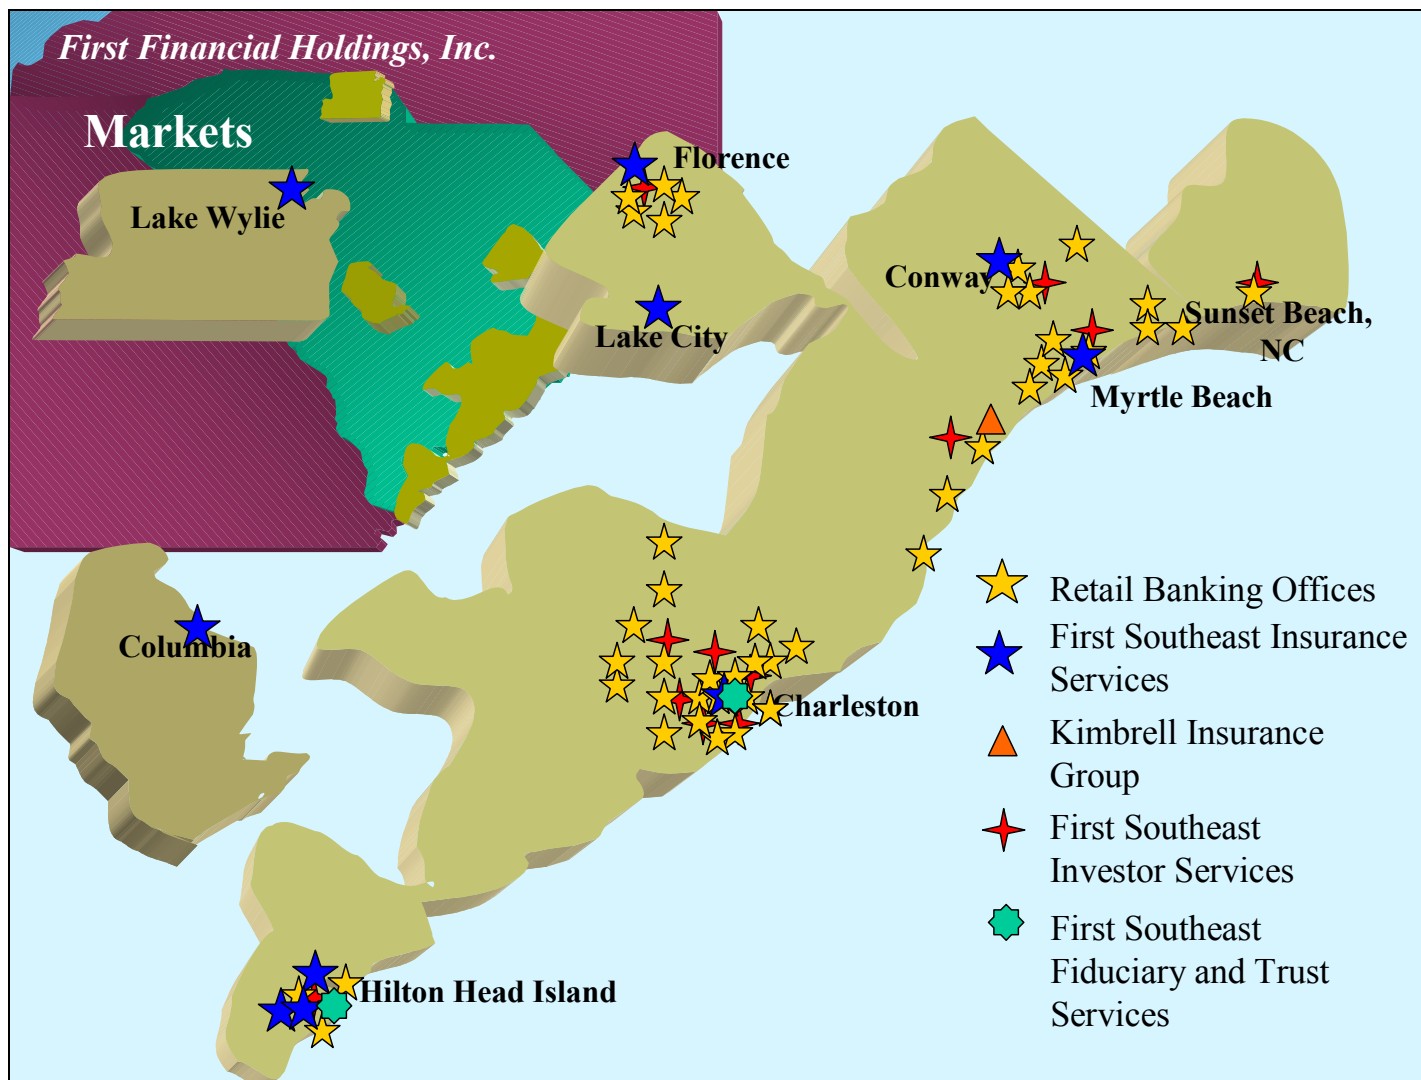 First Financial Holdings, Inc.
Markets
Florence
Lake Wylie
Conway
Sunset Beach,
NC
Lake City
Myrtle Beach
Columbia
Charleston
Hilton Head Island
Retail Banking Offices
First Southeast Insurance
Services
Kimbrell Insurance
Group
First Southeast
Investor Services
First Southeast
Fiduciary and Trust
Services